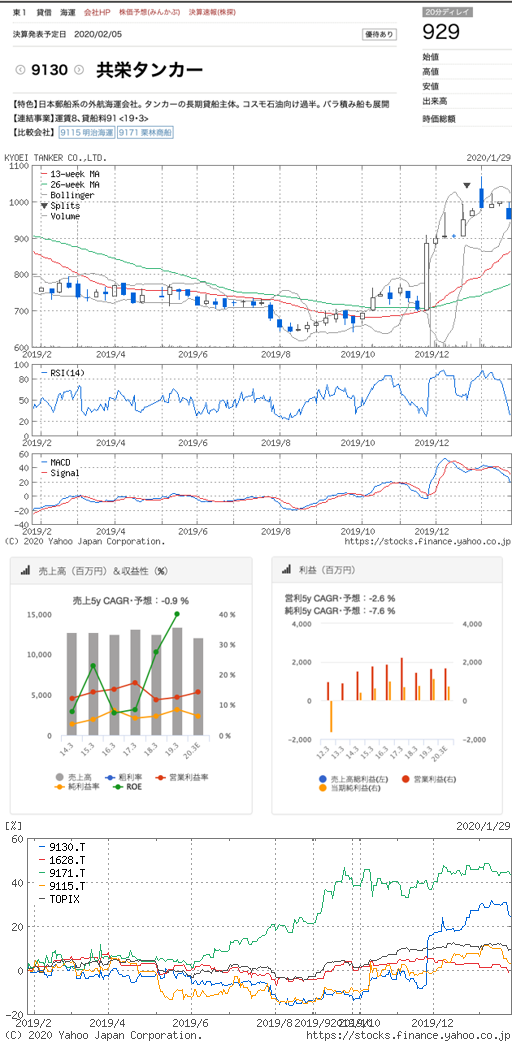 東1 貸借 海運 会社HP 株価予想(みんかぶ) 決算速報(株探)
20分ディレイ
929
決算発表予定日 2020/02/05
優待あり
9130 共栄タンカー
始値
高値
安値
出来高
時価総額
【特色】日本郵船系の外航海運会社。タンカーの長期貸船主体。コスモ石油向け過半。バラ積み船も展開
【連結事業】運賃8、貸船料91 <19・3>
【比較会社】 9115 明治海運 9171 栗林商船
KYOEI TANKER CO.,LTD. 2020/1/29
1100
1000
900
800
700
600
13-week MA
26-week MA
Bollinger
Splits
Volume
2019/2 2019/4 2019/6 2019/8 2019/10 2019/12
100
80
50
20
0
RSI(14)
2019/2 2019/4 2019/6 2019/8 2019/10 2019/12
60
40
20
0
-20
-40
MACD
Signal
2019/2 2019/4 2019/6 2019/8 2019/10 2019/12
(C) 2020 Yahoo Japan Corporation. https://stocks.finance.yahoo.co.jp
売上高（百万円）＆収益性（%）
売上5y CAGR・予想：-0.9 %
15,000
10,000
5,000
0
40 %
30 %
20 %
10 %
0 %
14.3 15.3 16.3 17.3 18.3 19.3 20.3E
売上高 粗利率 営業利益率
純利益率 ROE
利益（百万円）
営利5y CAGR・予想：-2.6 %
純利5y CAGR・予想：-7.6 %
4,000
2,000
0
-2,000
4,000
2,000
0
-2,000
12.3 13.3 14.3 15.3 16.3 17.3 18.3 19.3 20.3E
売上高総利益(左) 営業利益(右)
当期純利益(右)
[%] 2020/1/29
60
40
20
0
-20
9130.T
1628.T
9171.T
9115.T
TOPIX
2019/2 2019/4 2019/6 2019/8 2019/9 2019/10 2019/12
(C) 2020 Yahoo Japan Corporation. https://stocks.finance.yahoo.co.jp